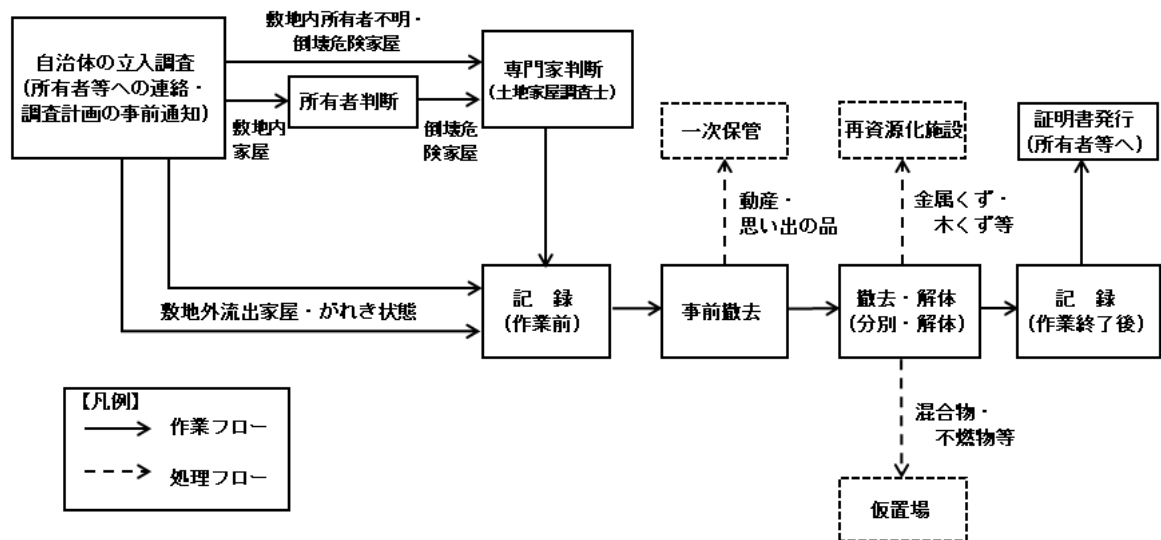 自治体の立入調査
(所有者等への連絡・
調査計画の事前通知)
敷地内所有者不明・
倒壊危険家屋
敷地内
家屋
所有者判断
倒壊危
険家屋
専門家判断
(土地家屋調査士)
一次保管
再資源化施設
証明書発行
(所有者等へ)
動産・
思い出の品
金属くず・
木くず等
敷地外流出家屋・がれき状態
記　録
(作業前)
事前撤去
撤去・解体
(分別・解体)
記　録
(作業終了後)
混合物・
不燃物等
仮置場
【凡例】
作業フロー
処理フロー